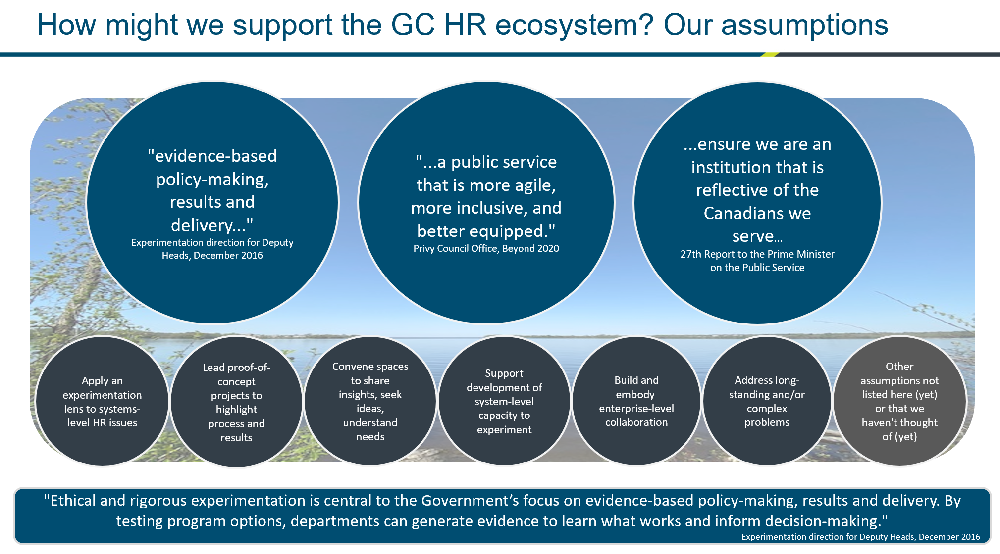 How might we support the GC HR ecosystem? Our assumptions
"evidence-based
policy-making,
results and
delivery..."
Experimentation direction for Deputy
Heads, December 2016
"...a public service
that is more agile,
more inclusive, and
better equipped."
Privy Council Office, Beyond 2020
...ensure we are an
institution that is
reflective of the
Canadians we
serve...
27th Report to the Prime Minister
on the Public Service
Apply an
experimentation
lens to systems-
level HR issues
Lead proof-of-
concept
projects to
highlight
process and
results
Convene spaces
to share
insights, seek
ideas,
understand
needs
Support
development of
system-level
capacity to
experiment
Build and
embody
enterprise-level
collaboration
Address long-
standing and/or
complex
problems
Other
assumptions not
listed here (yet)
or that we
haven't thought
of (yet)
"Ethical and rigorous experimentation is central to the Government’s focus on evidence-based policy-making, results and delivery. By
testing program options, departments can generate evidence to learn what works and inform decision-making."
Experimentation direction for Deputy Heads, December 2016